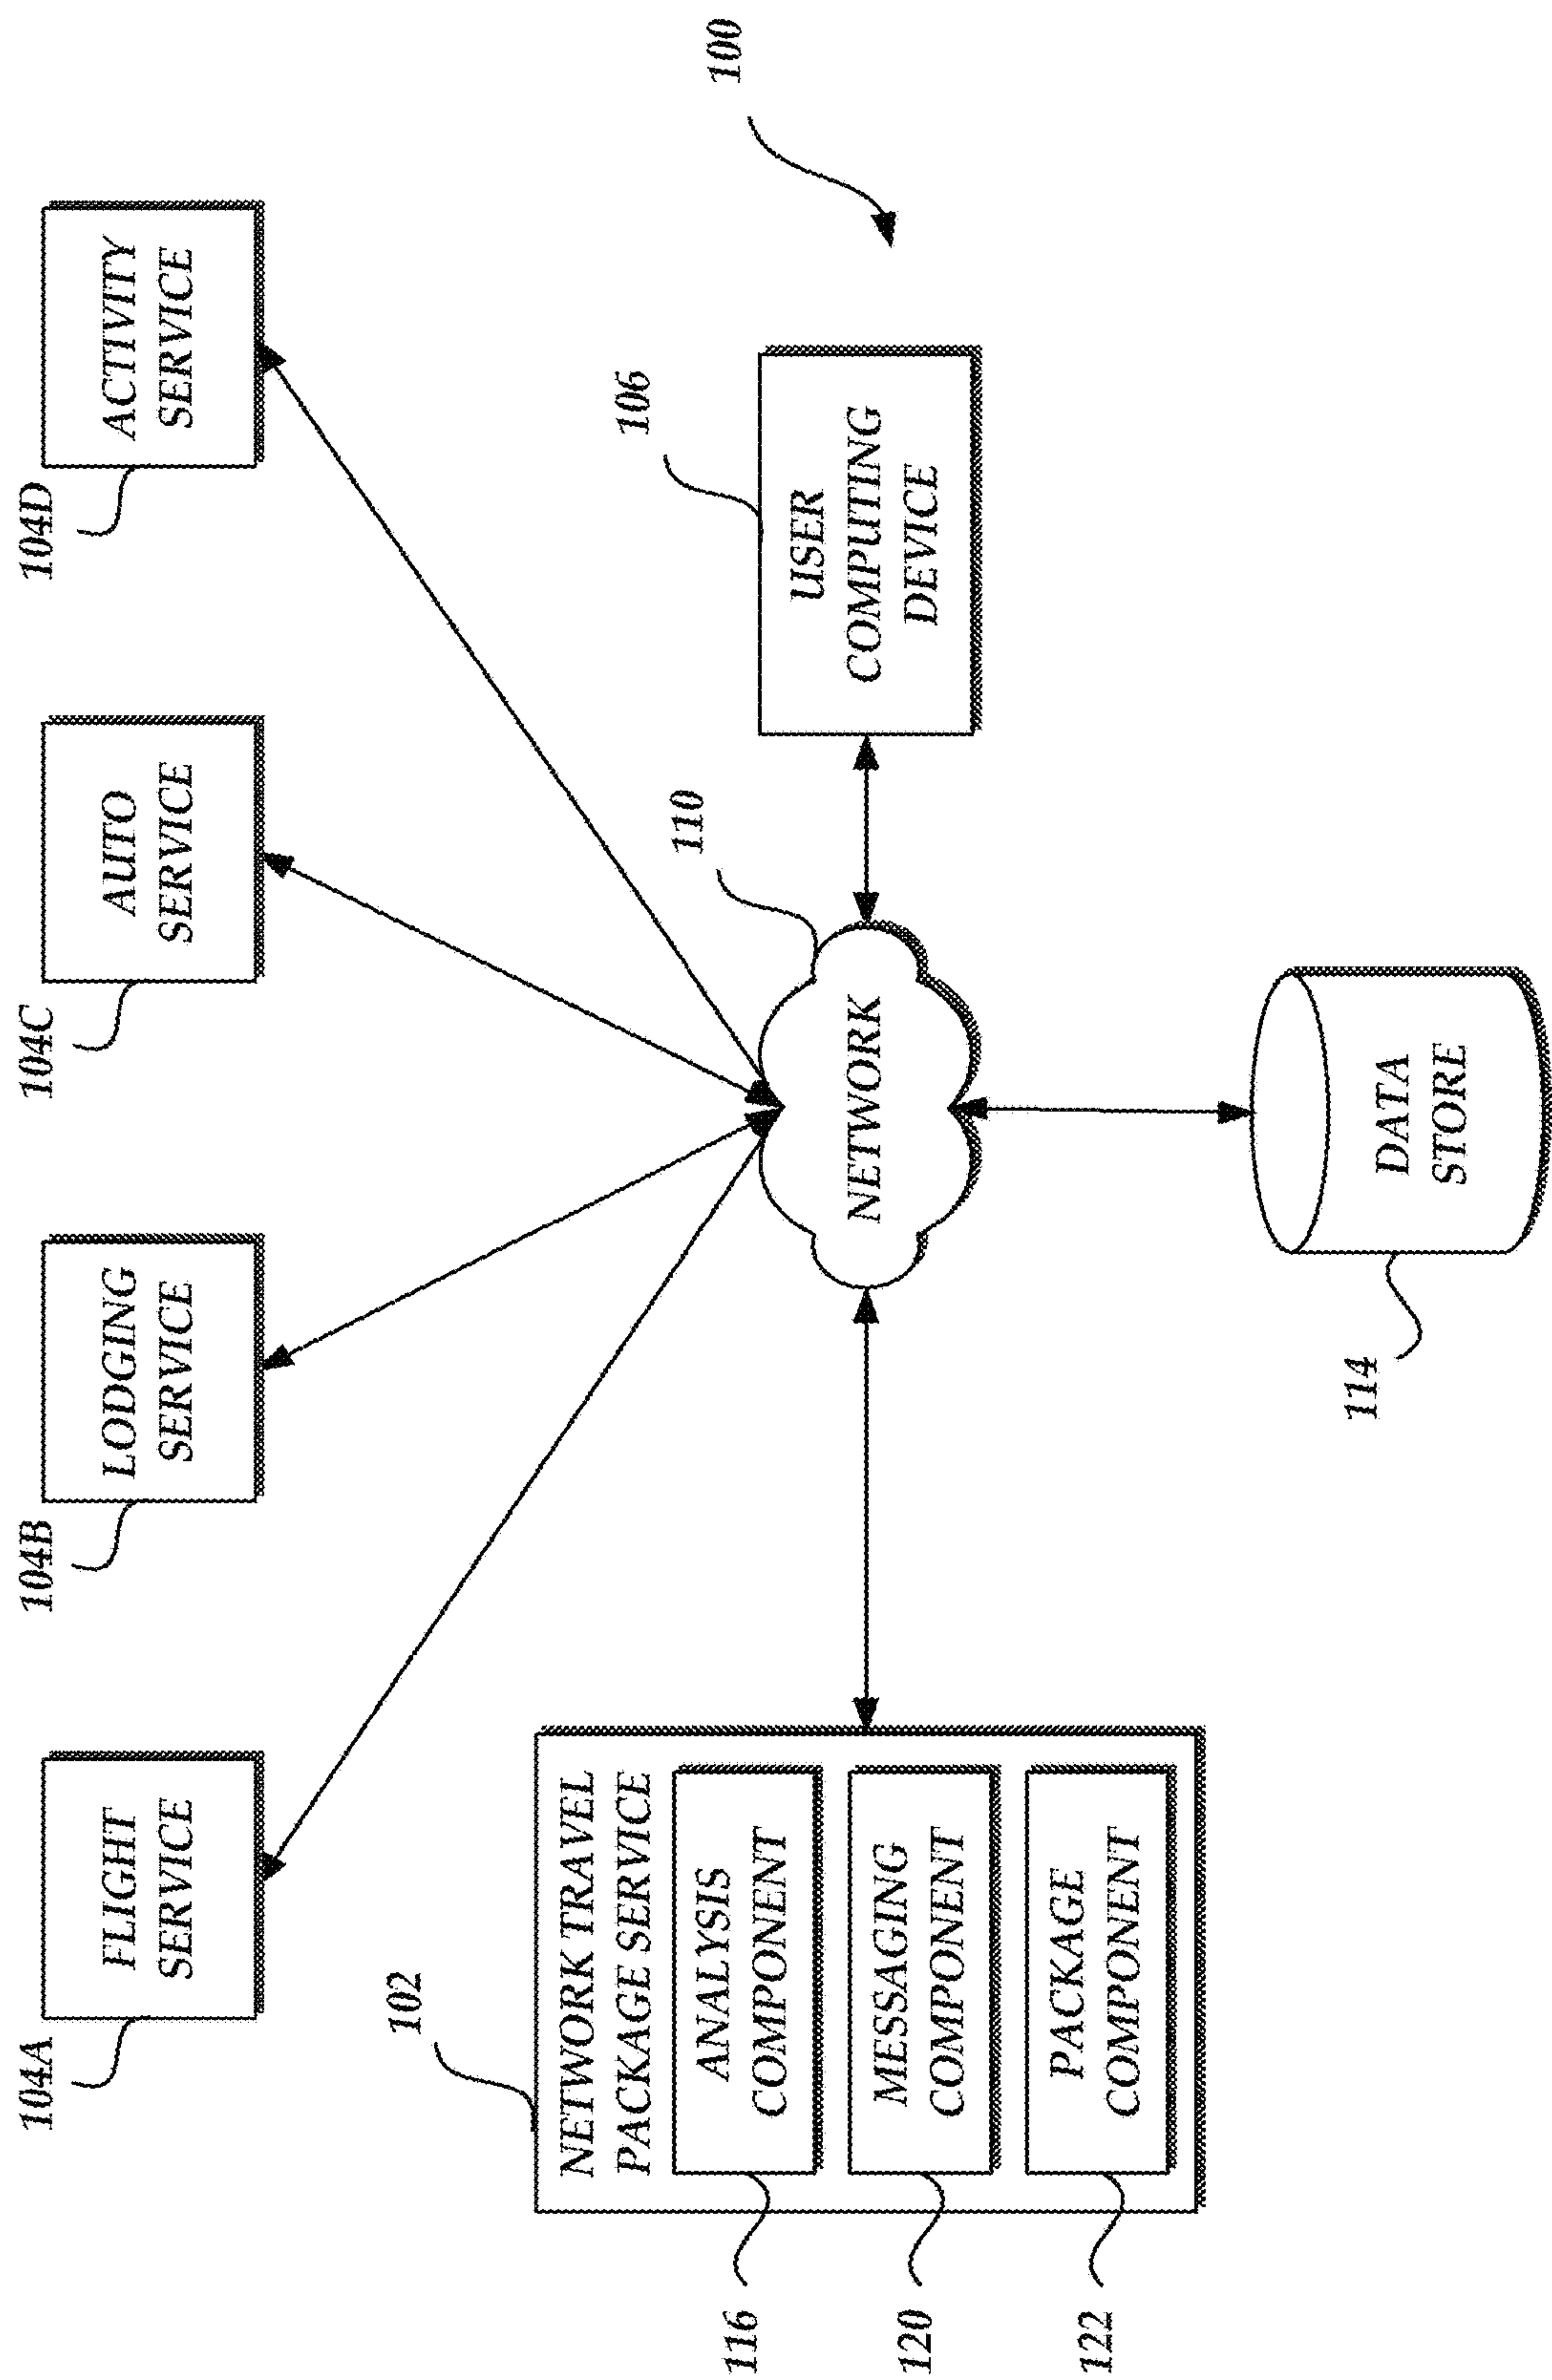 104A
FLIGHT
SERVICE
104B
LODGING
SERVICE
104C
AUTO
SERVICE
104D
ACTIVITY
SERVICE
102
NETWORK TRAVEL
PACKAGE SERVICE
116
ANALYSIS
COMPONENT
120
MESSAGING
COMPONENT
122
PACKAGE
COMPONENT
110
NETWORK
106
USER
COMPUTING
DEVICE
100
114
DATA
STORE